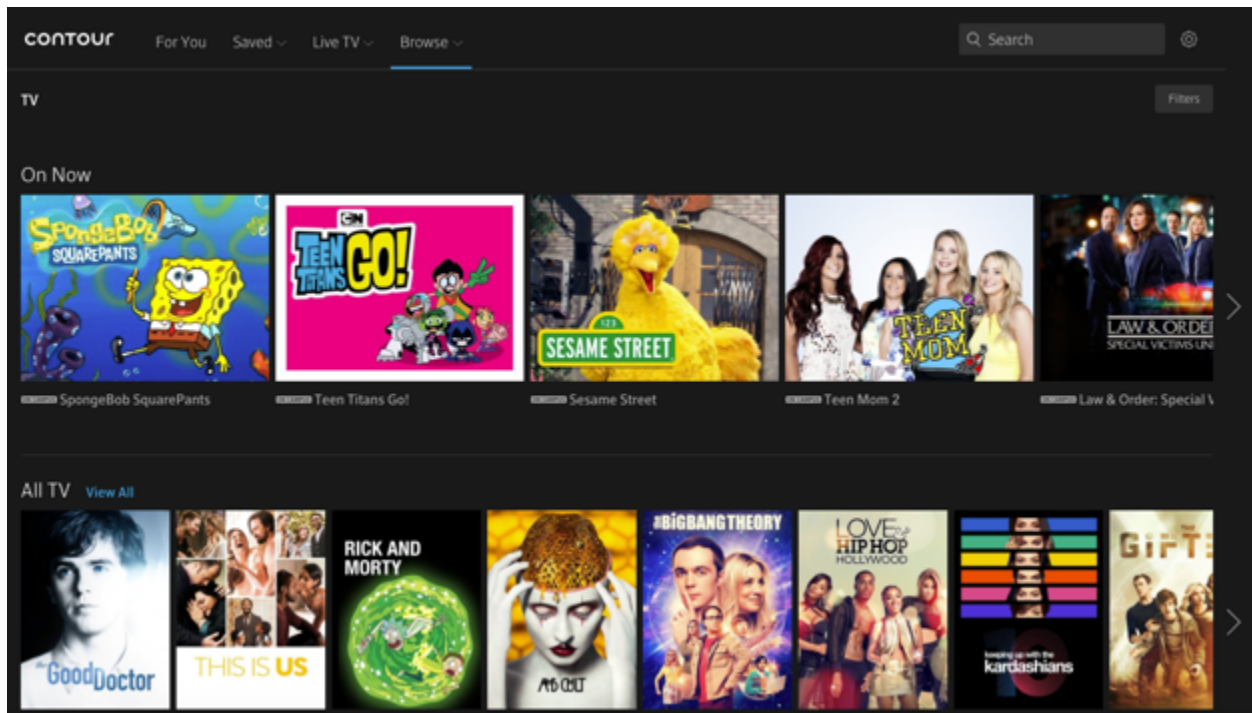 contour
For You
Saved
Live TV
Browse
Search
TV
Filters
On Now
SPONGEBOB
SQUAREPANTS
CN
TEEN
TITANS GO!
123
SESAME STREET
TEEN
MOM
LAW & ORDER
SPECIAL VICTIMS UN
SpongeBob SquarePants
Teen Titans Go!
Sesame Street
Teen Mom 2
Law & Order: Special V
All TV View All
the
GoodDoctor
THIS IS US
RICK AND
MORTY
AHS CULT
THE BiG BANG THEORY
LOVE &
HIP HOP
HOLLYWOOD
10
keeping up with the
kardashians
THE
GiFTE